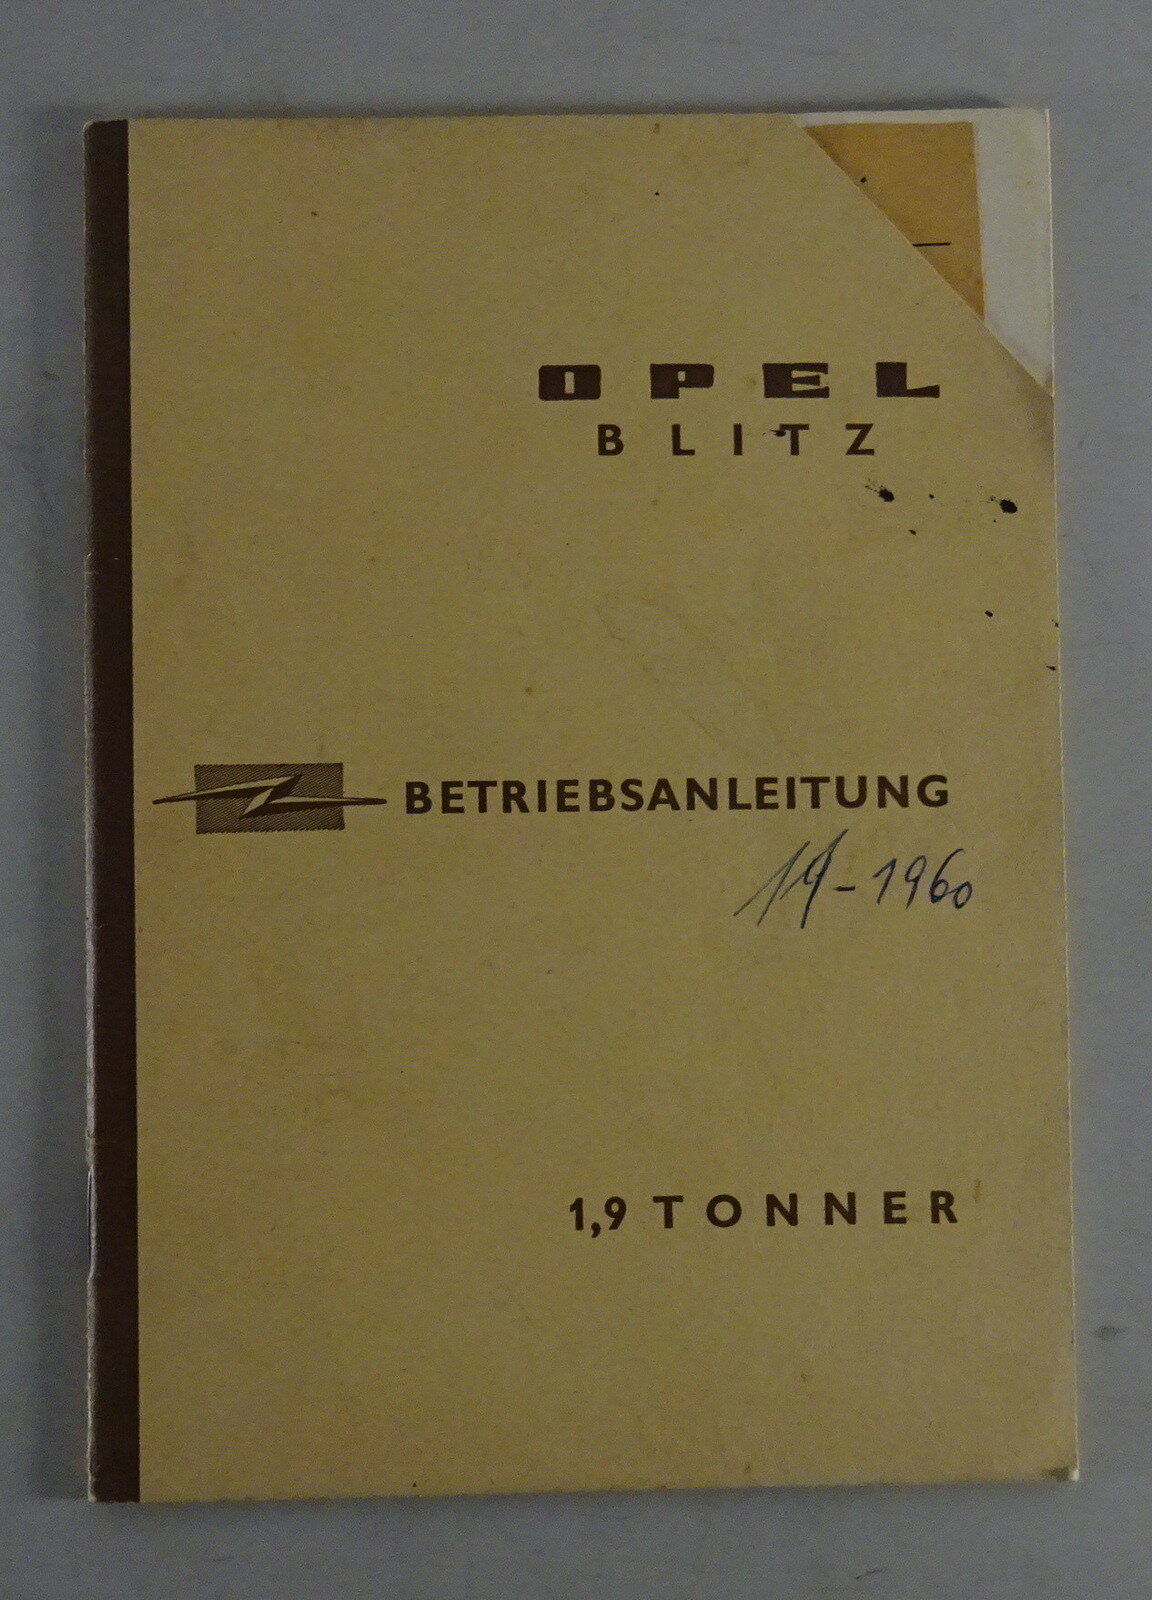 OPEL
BLITZ
BETRIEBSANLEITUNG
11-1960
1,9 TONNER